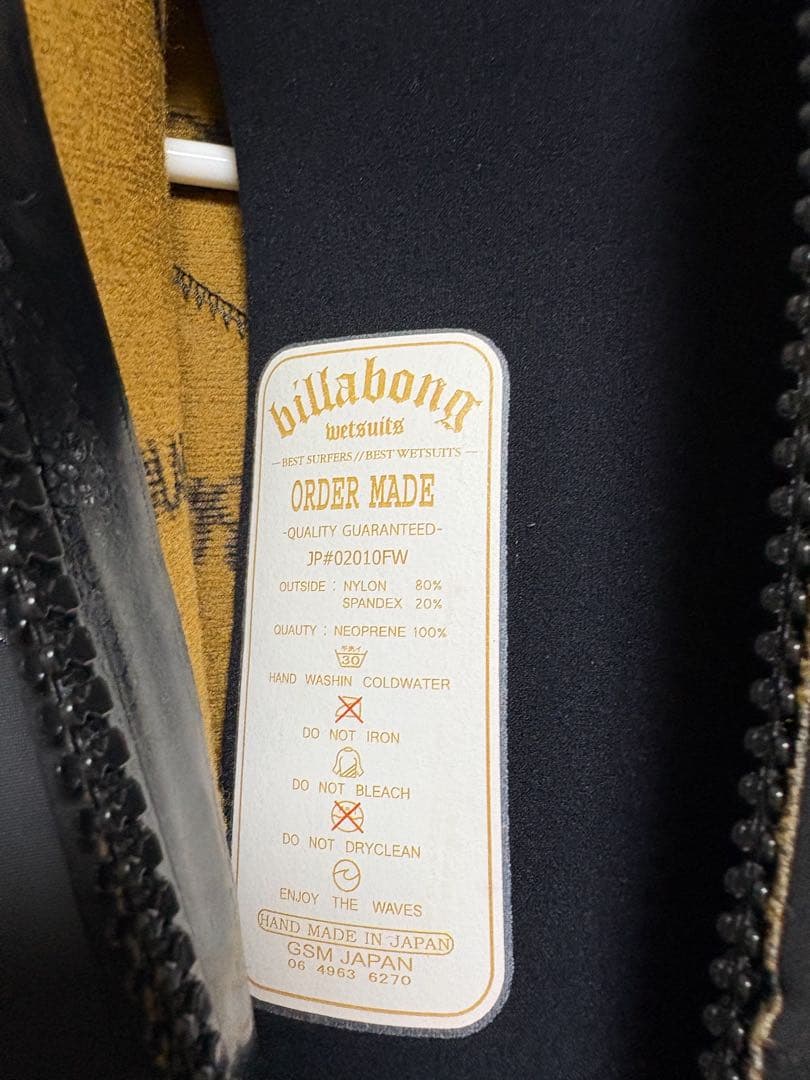 billabong
wetsuits
BEST SURFERS // BEST WETSUITS
ORDER MADE
-QUALITY GUARANTEED-
JP#02010FW
OUTSIDE : NYLON 80%
SPANDEX 20%
QUAUTY : NEOPRENE 100%
30
HAND WASHIN COLDWATER
DO NOT IRON
DO NOT BLEACH
DO NOT DRYCLEAN
ENJOY THE WAVES
HAND MADE IN JAPAN
GSM JAPAN
06 4963 6270